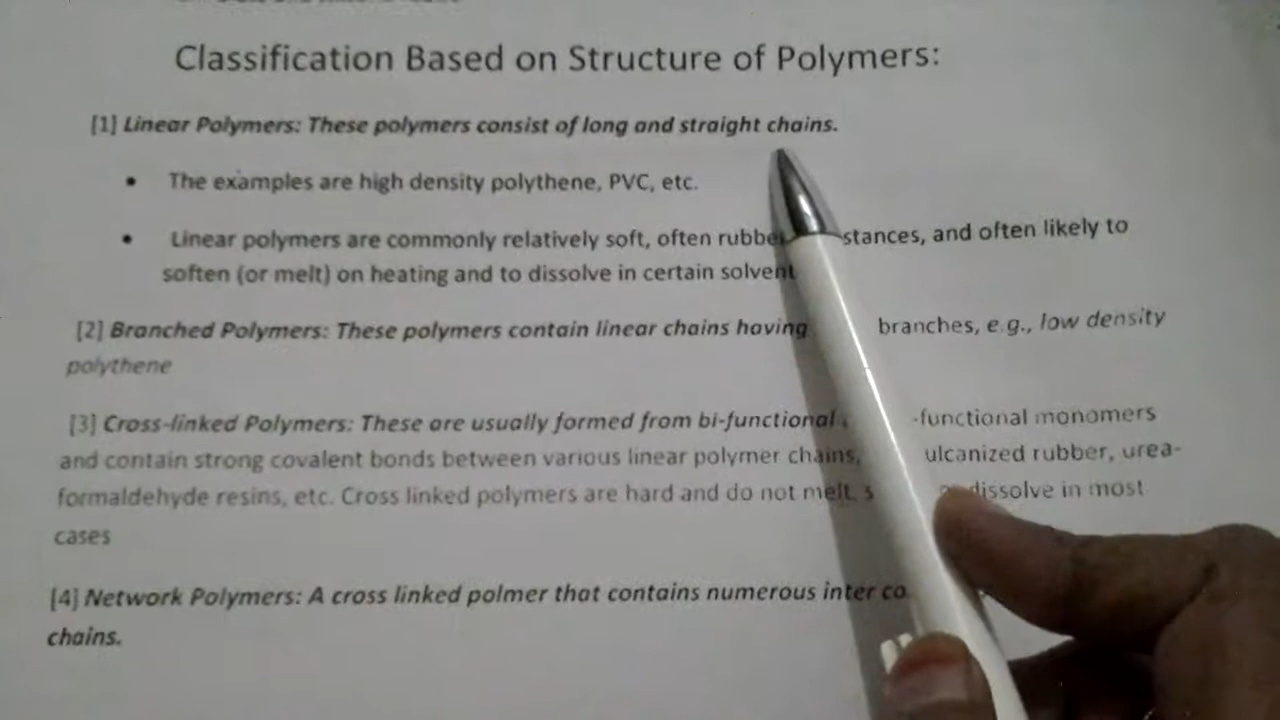 Classification Based on Structure of Polymers:
[1] Linear Polymers: These polymers consist of long and straight chains.
• The examples are high density polythene, PVC, etc.
• Linear polymers are commonly relatively soft, often stances, and often likely to
soften (or melt) on heating and to dissolve in certain solvent
[2] Branched Polymers: These polymers contain linear chains having branches, e.g., low density
polythene
[3] Cross-linked Polymers: These are usually formed from bi-functional -functional monomers
and contain strong covalent bonds between various linear polymer chains, ulcanized rubber, urea-
formaldehyde resins, etc. Cross linked polymers are hard and do not melt, dissolve in most
cases
[4] Network Polymers: A cross linked polmer that contains numerous inter
chains.